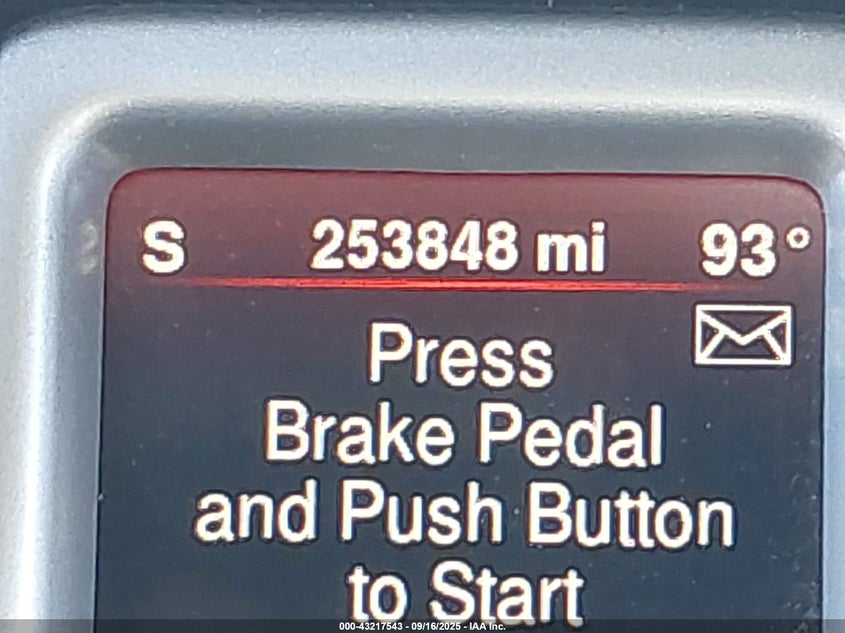 S 253848 mi 93°
Press
Brake Pedal
and Push Button
to Start
000-43217543 - 09/16/2025 - IAA Inc.